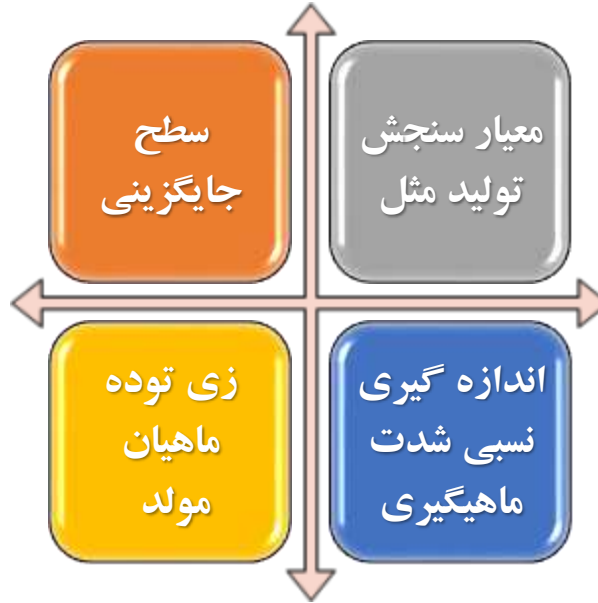 معیار سنجش
تولید مثل
سطح
جایگزینی
اندازه گیری
نسبی شدت
ماهیگیری
زی توده
ماهیان
مولد